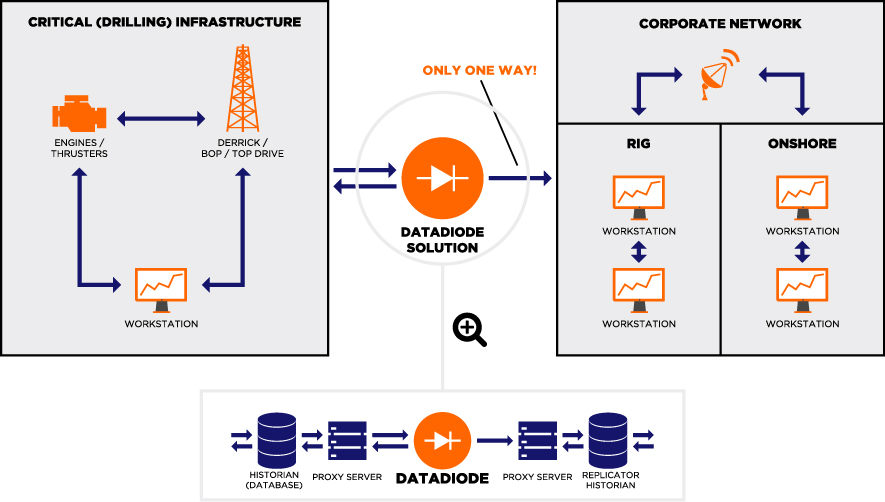 CRITICAL (DRILLING) INFRASTRUCTURE
ENGINES /
THRUSTERS
DERRICK /
BOP / TOP DRIVE
WORKSTATION
ONLY ONE WAY!
DATADIODE
SOLUTION
CORPORATE NETWORK
RIG
ONSHORE
WORKSTATION
WORKSTATION
WORKSTATION
WORKSTATION
HISTORIAN
(DATABASE)
PROXY SERVER
DATADIODE
PROXY SERVER
REPLICATOR
HISTORIAN